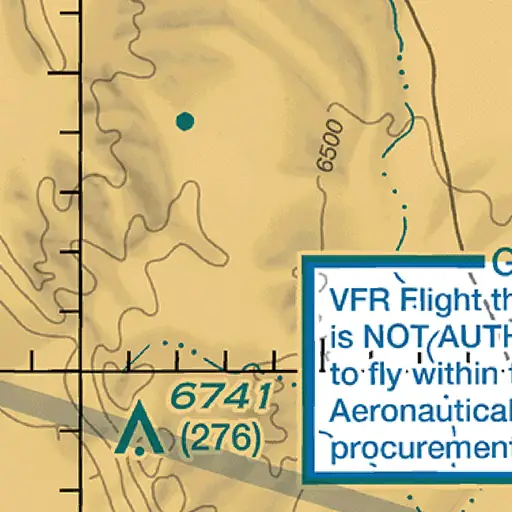 6500
G
VFR Flight th
is NOT AUTH
to fly within
Aeronautical
procurement
6741
(276)